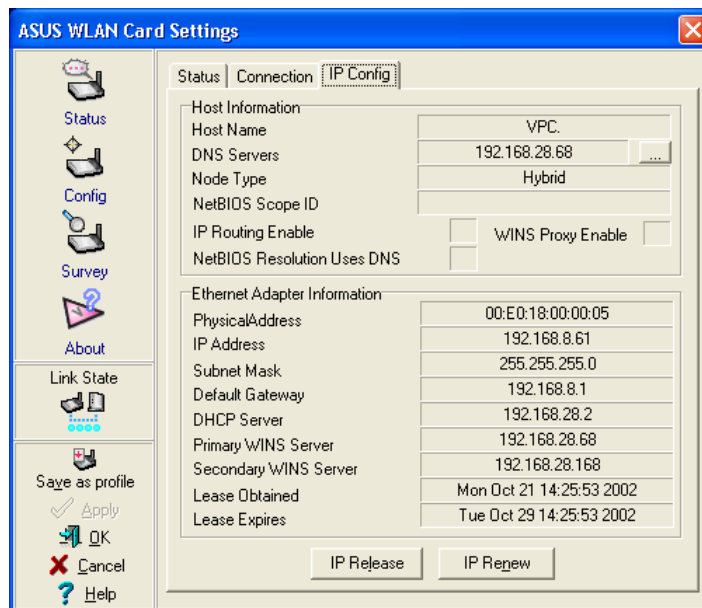 ASUS WLAN Card Settings
Status
Config
Survey
About
Link State
Save as profile
Apply
OK
Cancel
Help
Status Connection IP Config
Host Information
Host Name VPC.
DNS Servers 192.168.28.68 ...
Node Type Hybrid
NetBIOS Scope ID
IP Routing Enable WINS Proxy Enable
NetBIOS Resolution Uses DNS
Ethernet Adapter Information
PhysicalAddress 00:E0:18:00:00:05
IP Address 192.168.8.61
Subnet Mask 255.255.255.0
Default Gateway 192.168.8.1
DHCP Server 192.168.28.2
Primary WINS Server 192.168.28.68
Secondary WINS Server 192.168.28.168
Lease Obtained Mon Oct 21 14:25:53 2002
Lease Expires Tue Oct 29 14:25:53 2002
IP Release IP Renew